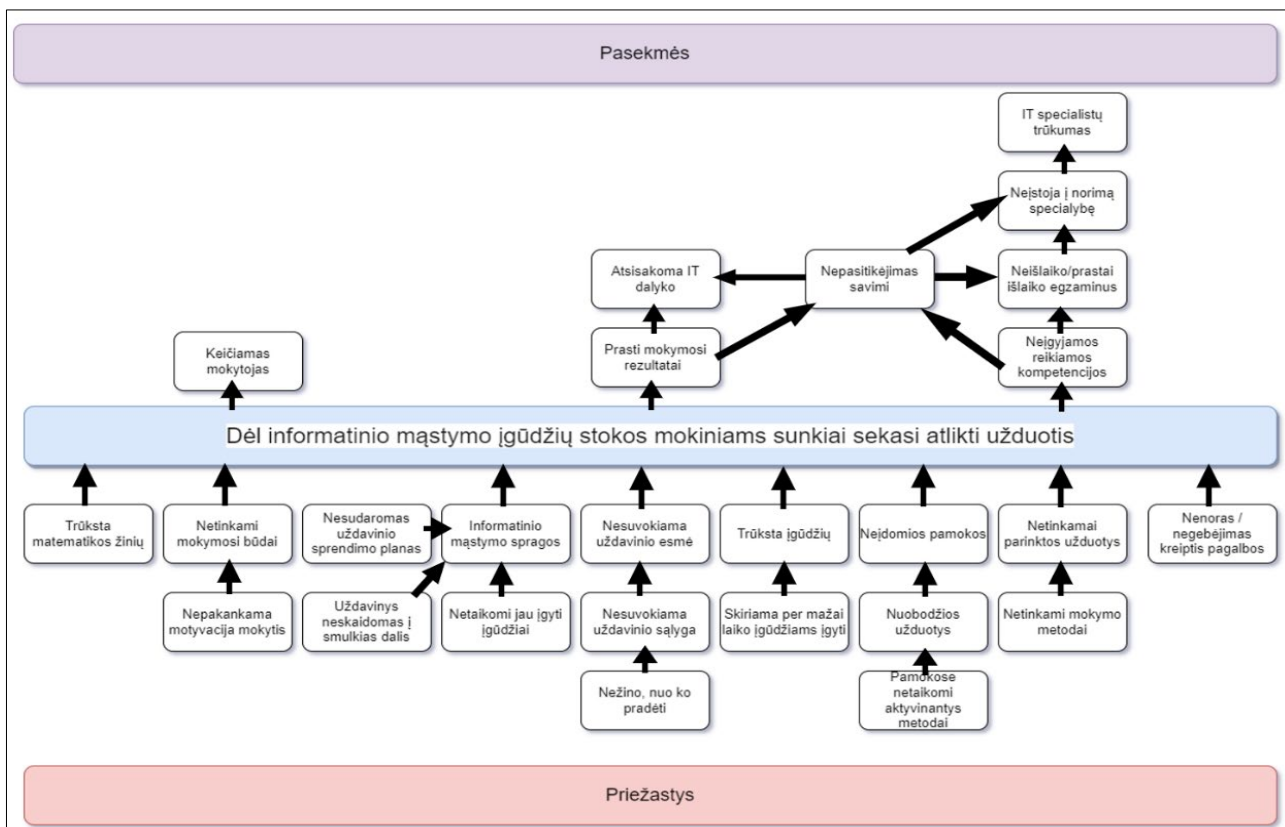 Pasekmės
IT specialistų
trūkumas
Neįstoja į norimą
specialybę
Atsisakoma IT
dalyko
Nepasitikėjimas
savimi
Neišlaiko/prastai
išlaiko egzaminus
Keičiamas
mokytojas
Prasti mokymosi
rezultatai
Neįgyjamos
reikiamos
kompetencijos
Dėl informatinio mąstymo įgūdžių stokos mokiniams sunkiai sekasi atlikti užduotis
Trūksta
matematikos žinių
Netinkami
mokymosi būdai
Nesudaromas
uždavinio
sprendimo planas
Informatinio
mąstymo spragos
Nesuvokiama
uždavinio esmė
Trūksta įgūdžių
Neįdomios pamokos
Netinkamai
parinktos užduotys
Nenoras /
negebėjimas
kreiptis pagalbos
Nepakankama
motyvacija mokytis
Uždavinys
neskaidomas į
smulkias dalis
Netaikomi jau įgyti
įgūdžiai
Nesuvokiama
uždavinio sąlyga
Skiriama per mažai
laiko įgūdžiams įgyti
Nuobodžios
užduotys
Netinkami mokymo
metodai
Nežino, nuo ko
pradėti
Pamokose
netaikomi
aktyvinantys
metodai
Priežastys